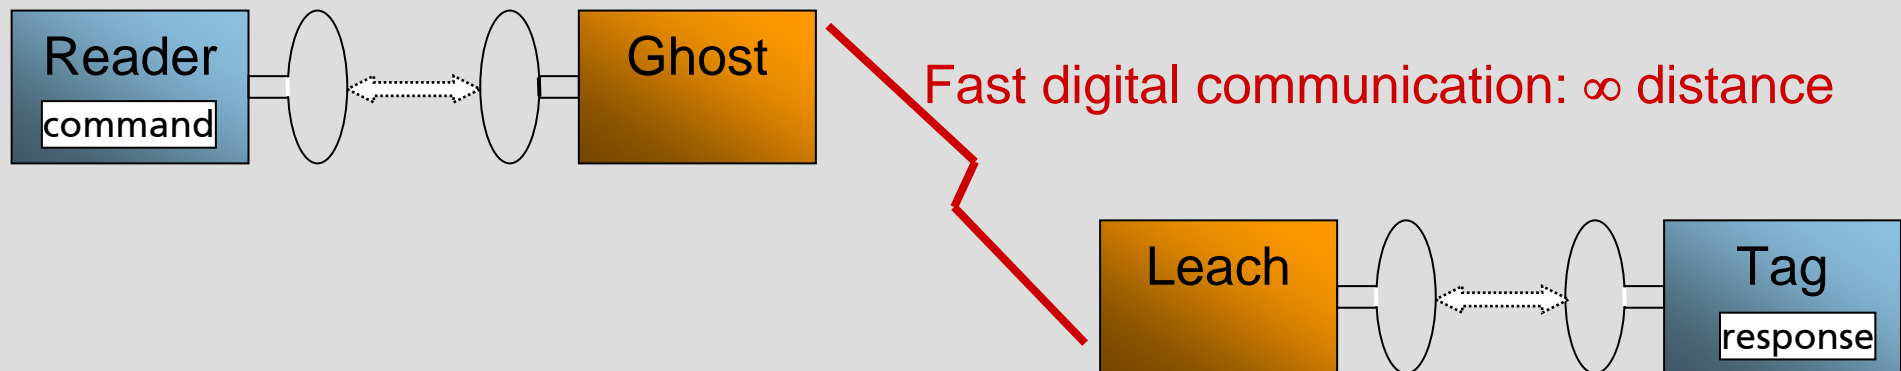 Reader
command
Ghost
Fast digital communication: ∞ distance
Leach
Tag
response